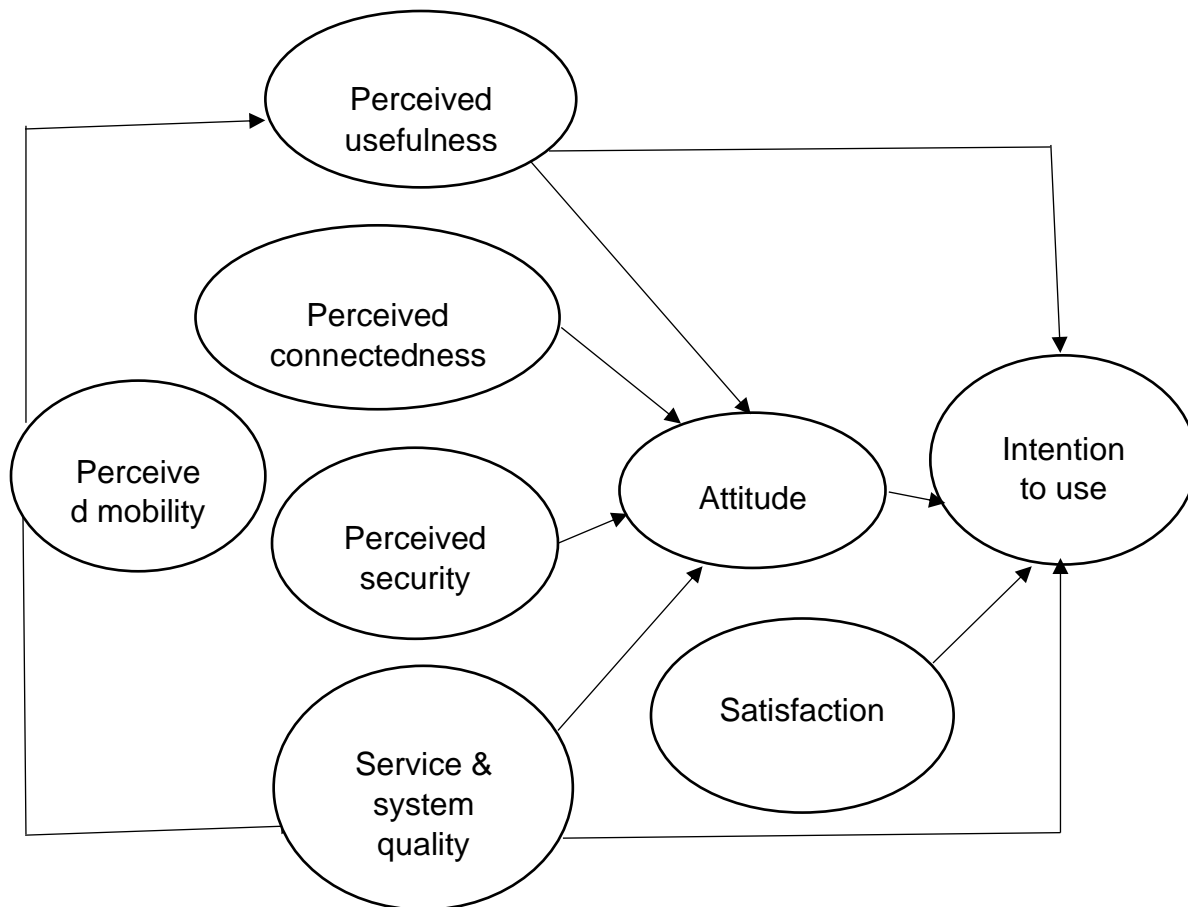 Perceived
usefulness
Perceived
connectedness
Perceive
d mobility
Perceived
security
Attitude
Intention
to use
Satisfaction
Service &
system
quality